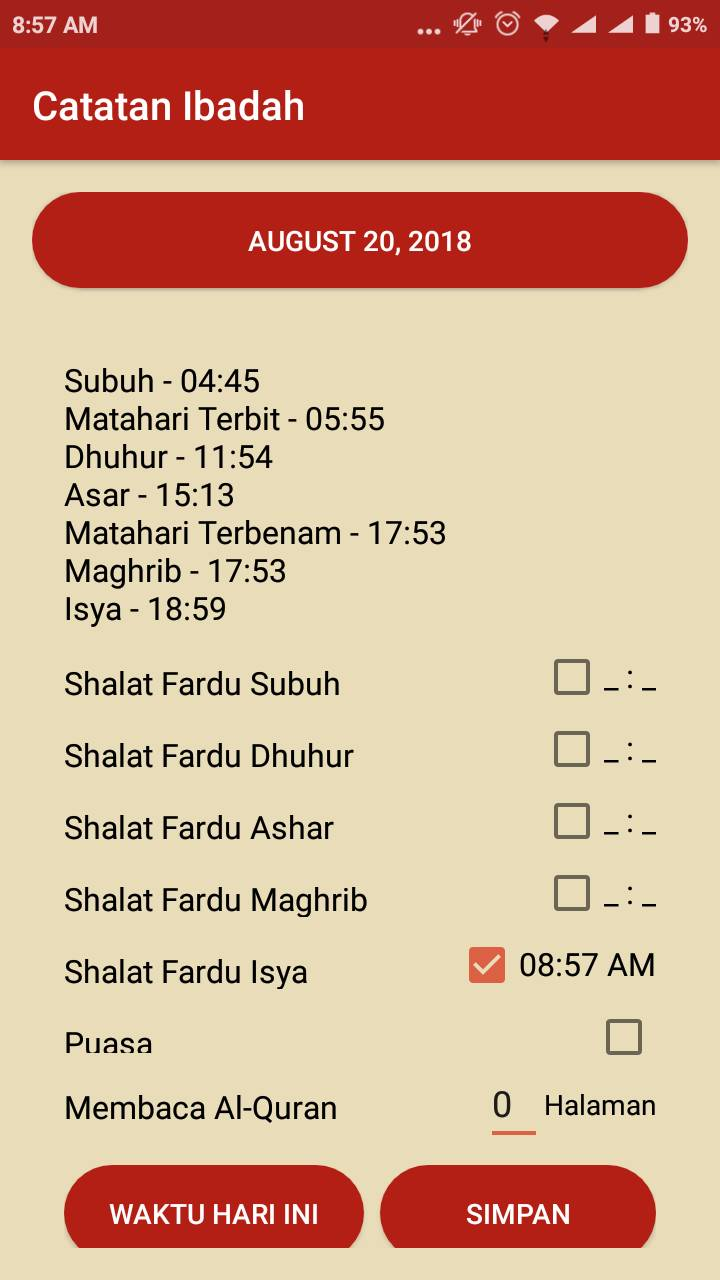 8:57 AM
93%
Catatan Ibadah
AUGUST 20, 2018
Subuh - 04:45
Matahari Terbit - 05:55
Dhuhur - 11:54
Asar - 15:13
Matahari Terbenam - 17:53
Maghrib - 17:53
Isya - 18:59
Shalat Fardu Subuh _ : _
Shalat Fardu Dhuhur _ : _
Shalat Fardu Ashar _ : _
Shalat Fardu Maghrib _ : _
Shalat Fardu Isya 08:57 AM
Puasa
Membaca Al-Quran 0 Halaman
WAKTU HARI INI
SIMPAN